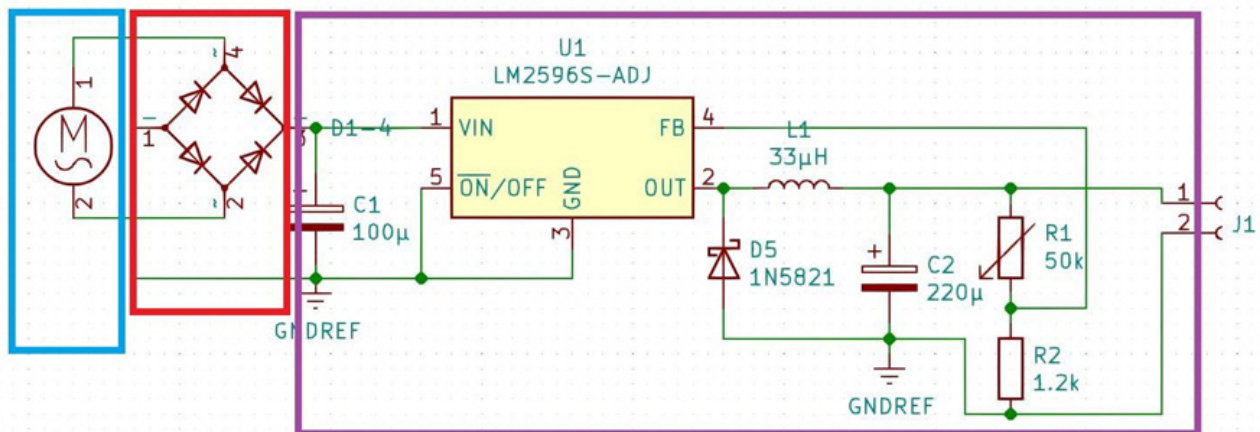 U1
LM2596S-ADJ
1
2
M
~
4
-
1
~
2
D1-4
+
C1
100µ
GNDREF
1
VIN
5
ON/OFF
GND
3
FB
4
OUT
2
L1
33µH
D5
1N5821
+
C2
220µ
GNDREF
R1
50k
R2
1.2k
1
2
J1